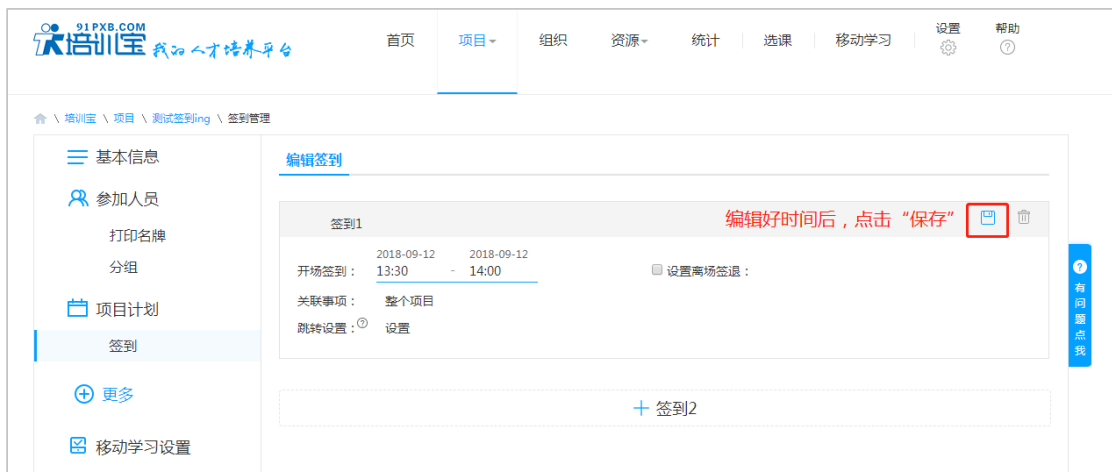 91PXB.COM
培训宝 我的人才培养平台
首页 项目 组织 资源 统计 选课 移动学习 设置 帮助
\ 培训宝 \ 项目 \ 测试签到ing \ 签到管理
基本信息
参加人员
打印名牌
分组
项目计划
签到
更多
移动学习设置
编辑签到
签到1
编辑好时间后，点击“保存”
2018-09-12 2018-09-12
开场签到： 13:30 - 14:00 设置离场签退：
关联事项： 整个项目
跳转设置：? 设置
+ 签到2
有问题点我